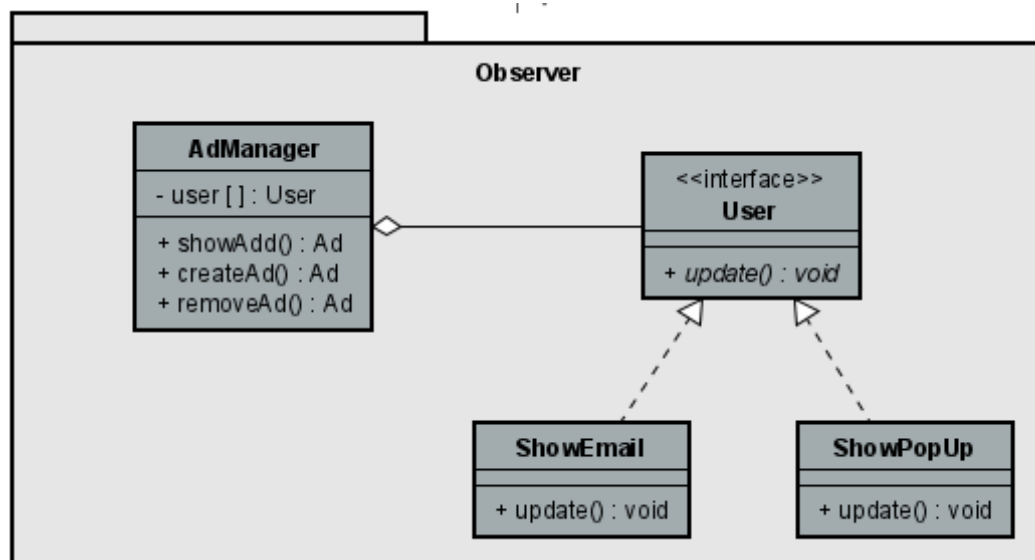 Observer
AdManager
- user [ ] : User
+ showAdd() : Ad
+ createAd() : Ad
+ removeAd() : Ad
<<interface>>
User
+ update() : void
ShowEmail
+ update() : void
ShowPopUp
+ update() : void